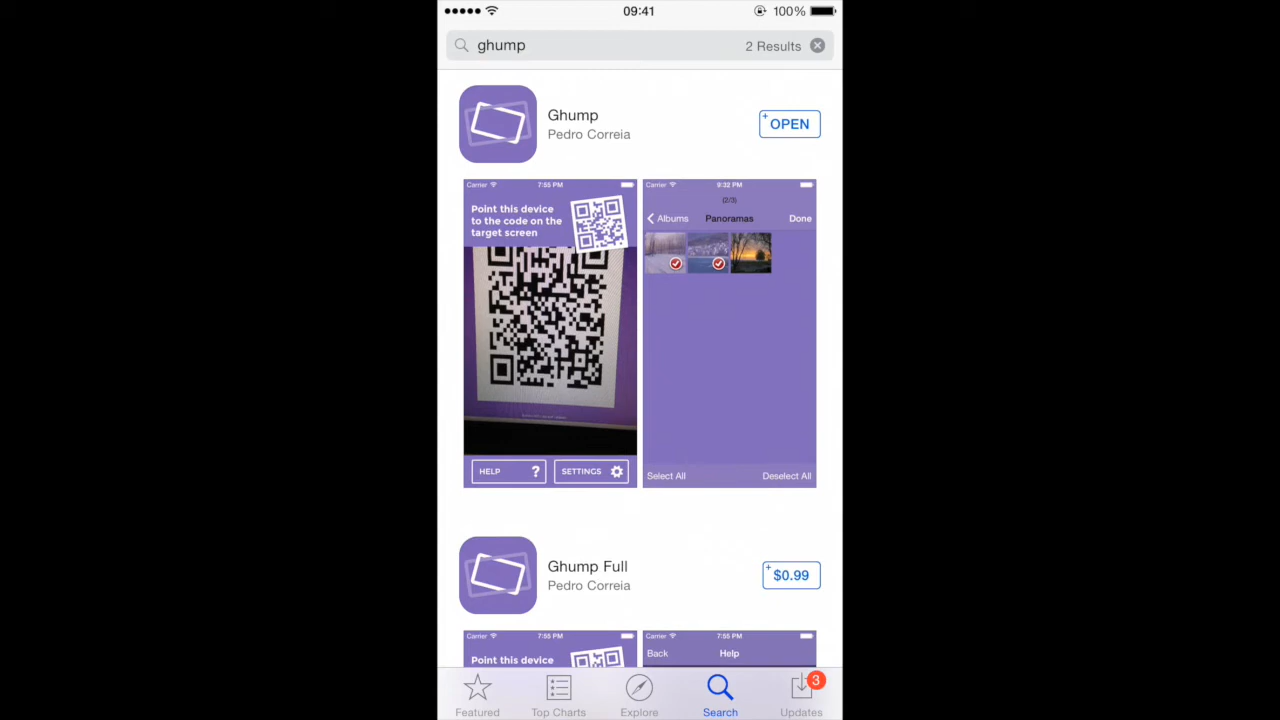 09:41
100%
ghump
2 Results
Ghump
Pedro Correia
+OPEN
Carrier
7:55 PM
Point this device
to the code on the
target screen
HELP ?
SETTINGS
Carrier
9:32 PM
(2/3)
Albums
Panoramas
Done
Select All
Deselect All
Ghump Full
Pedro Correia
+$0.99
Carrier
7:55 PM
Point this device
Carrier
7:55 PM
Back
Help
Featured
Top Charts
Explore
Search
3
Updates